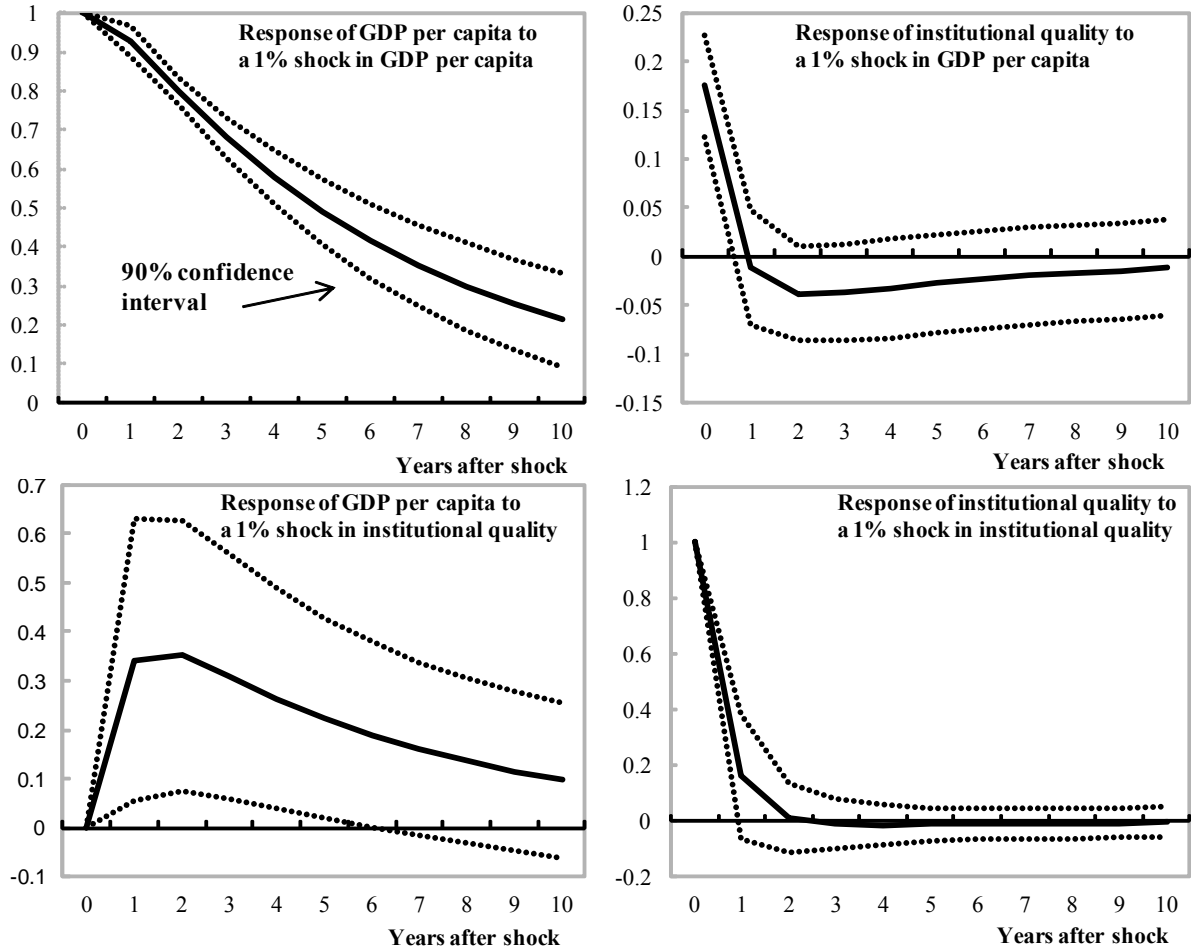 Response of GDP per capita to
a 1% shock in GDP per capita
1
0.9
0.8
0.7
0.6
0.5
0.4
0.3
0.2
0.1
0
90% confidence
interval
0 1 2 3 4 5 6 7 8 9 10
Years after shock
Response of institutional quality to
a 1% shock in GDP per capita
0.25
0.2
0.15
0.1
0.05
0
-0.05
-0.1
-0.15
0 1 2 3 4 5 6 7 8 9 10
Years after shock
Response of GDP per capita to
a 1% shock in institutional quality
0.7
0.6
0.5
0.4
0.3
0.2
0.1
0
-0.1
0 1 2 3 4 5 6 7 8 9 10
Years after shock
Response of institutional quality to
a 1% shock in institutional quality
1.2
1
0.8
0.6
0.4
0.2
0
-0.2
0 1 2 3 4 5 6 7 8 9 10
Years after shock